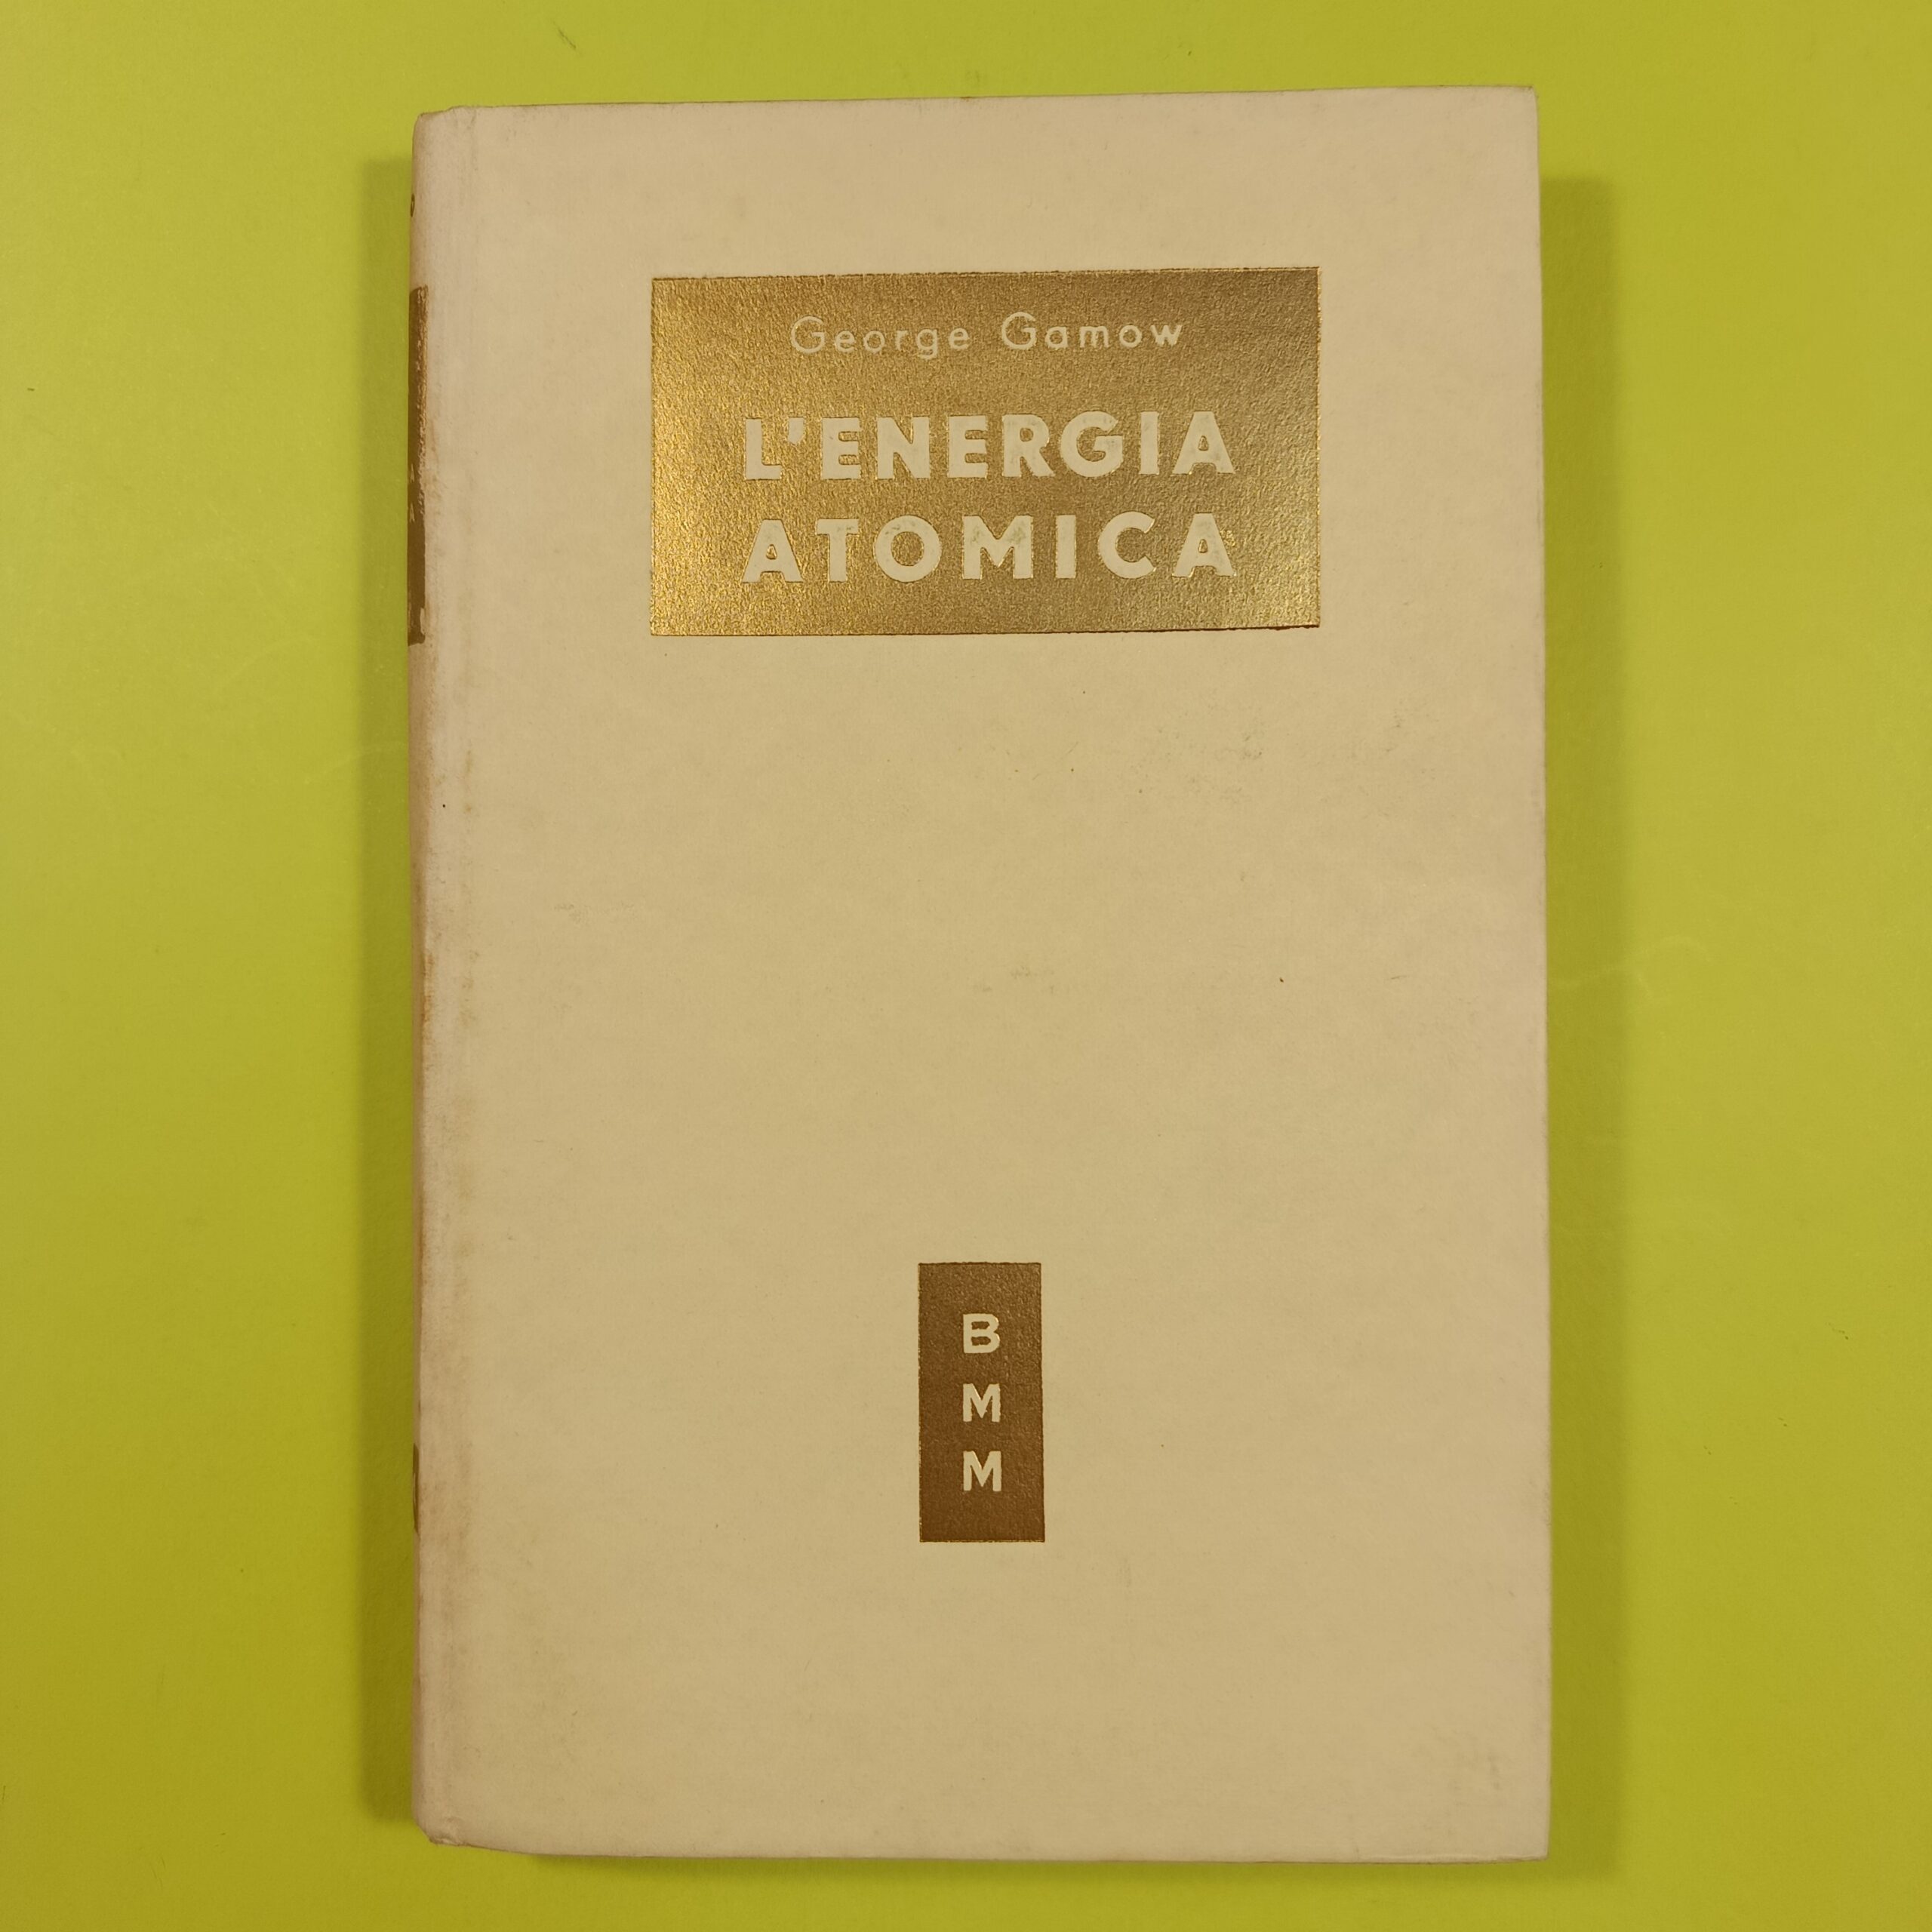 George Gamow
L'ENERGIA
ATOMICA
B
M
M